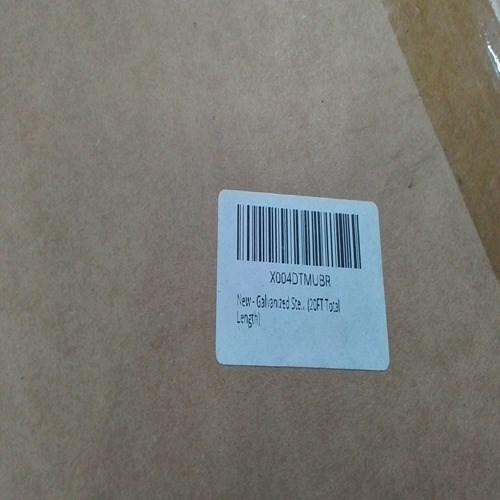 X004DTMUBR
New - Galvanized Ste... (20FT Total
Length)